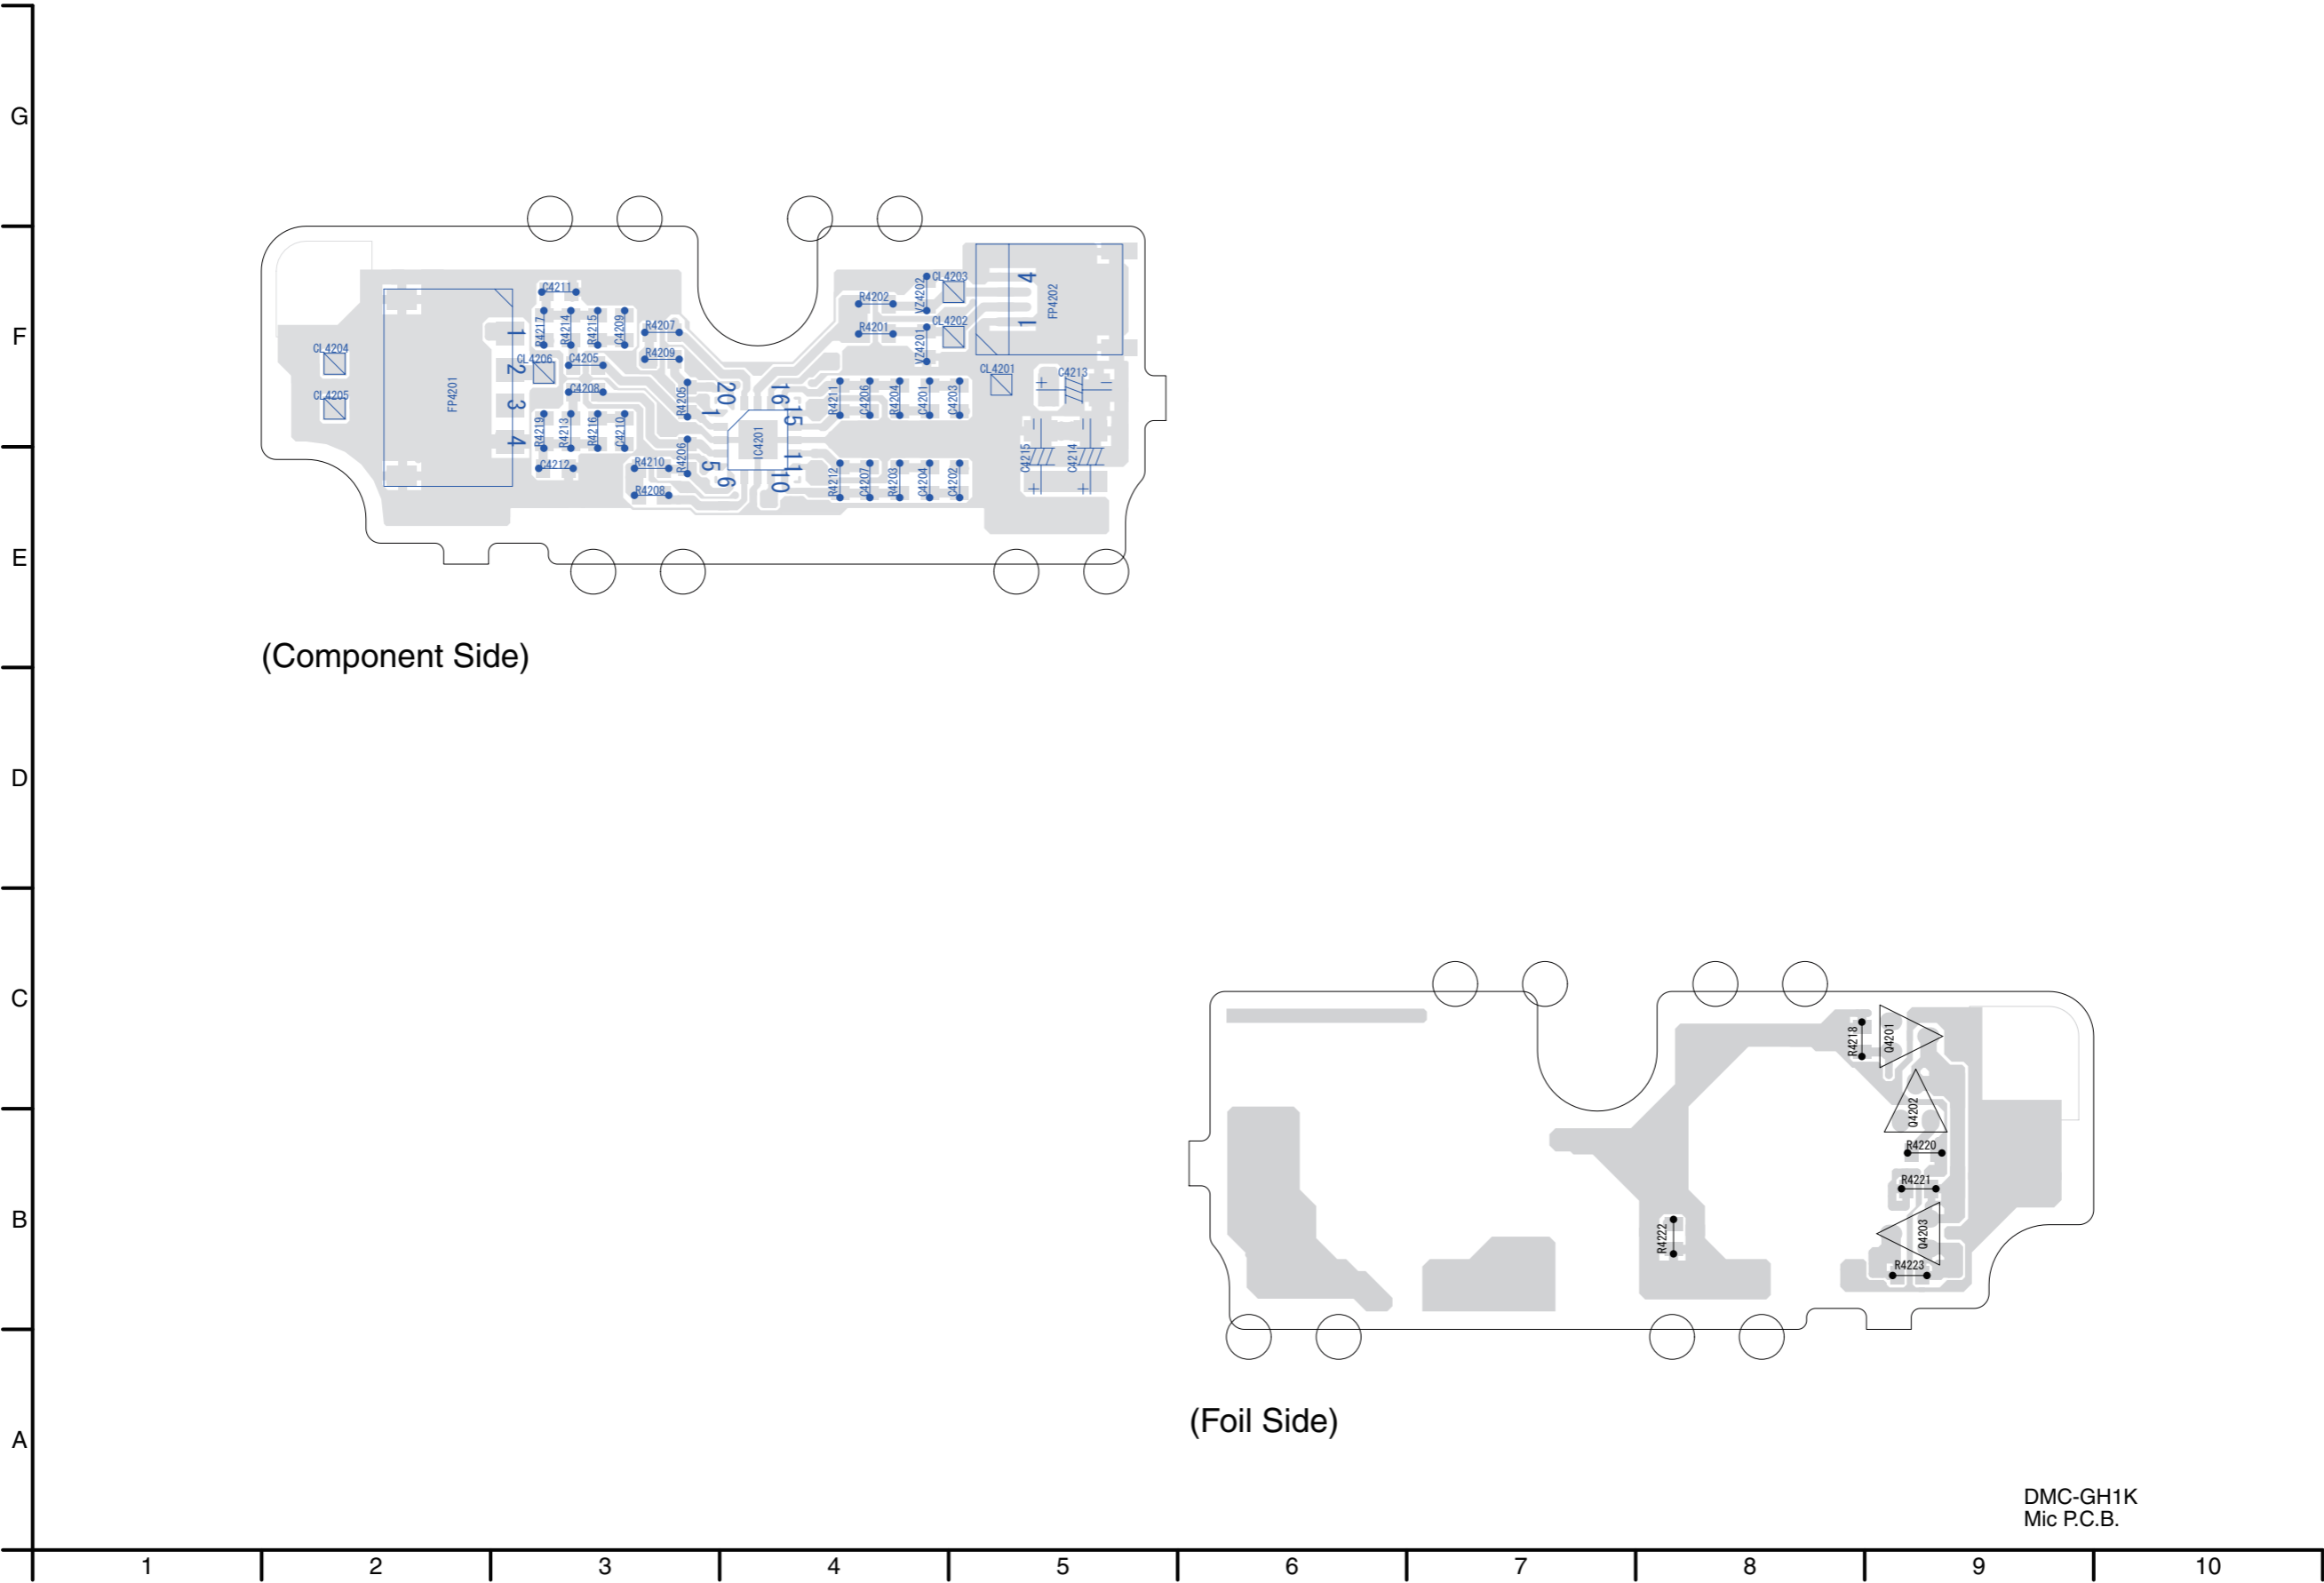 G
F
E
D
C
B
A
C4211
R4217
R4214
R4215
C4209
R4207
R4209
CL4204
CL4205
CL4206
C4205
C4208
FP4201
1
2
3
4
R4219
R4213
R4216
C4210
C4212
R4210
R4208
R4205
R4206
20
1
16
15
5
6
11
10
IC4201
R4202
R4201
VZ4202
VZ4201
CL4203
CL4202
CL4201
4
1
FP4202
R4211
C4206
R4204
C4201
C4203
C4213
+
−
R4212
C4207
R4203
C4204
C4202
C4215
−
+
C4214
−
+
(Component Side)
R4218
Q4201
Q4202
R4220
R4221
R4222
Q4203
R4223
(Foil Side)
DMC-GH1K
Mic P.C.B.
1 2 3 4 5 6 7 8 9 10